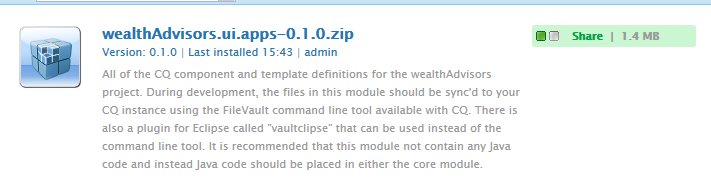 wealthAdvisors.ui.apps-0.1.0.zip
Share | 1.4 MB
Version: 0.1.0 | Last installed 15:43 | admin
All of the CQ component and template definitions for the wealthAdvisors
project. During development, the files in this module should be sync'd to your
CQ instance using the FileVault command line tool available with CQ. There is
also a plugin for Eclipse called "vaultclipse" that can be used instead of the
command line tool. It is recommended that this module not contain any Java
code and instead Java code should be placed in either the core module.